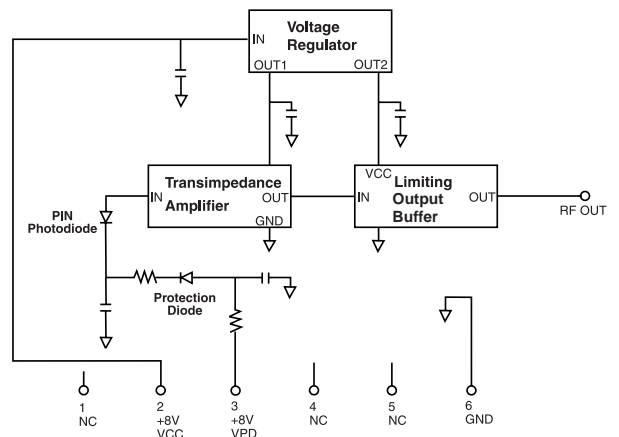 Voltage
Regulator
IN
OUT1
OUT2
Transimpedance
Amplifier
IN
OUT
GND
VCC
Limiting
Output
Buffer
IN
OUT
RF OUT
PIN
Photodiode
Protection
Diode
1
NC
2
+8V
VCC
3
+8V
VPD
4
NC
5
NC
6
GND